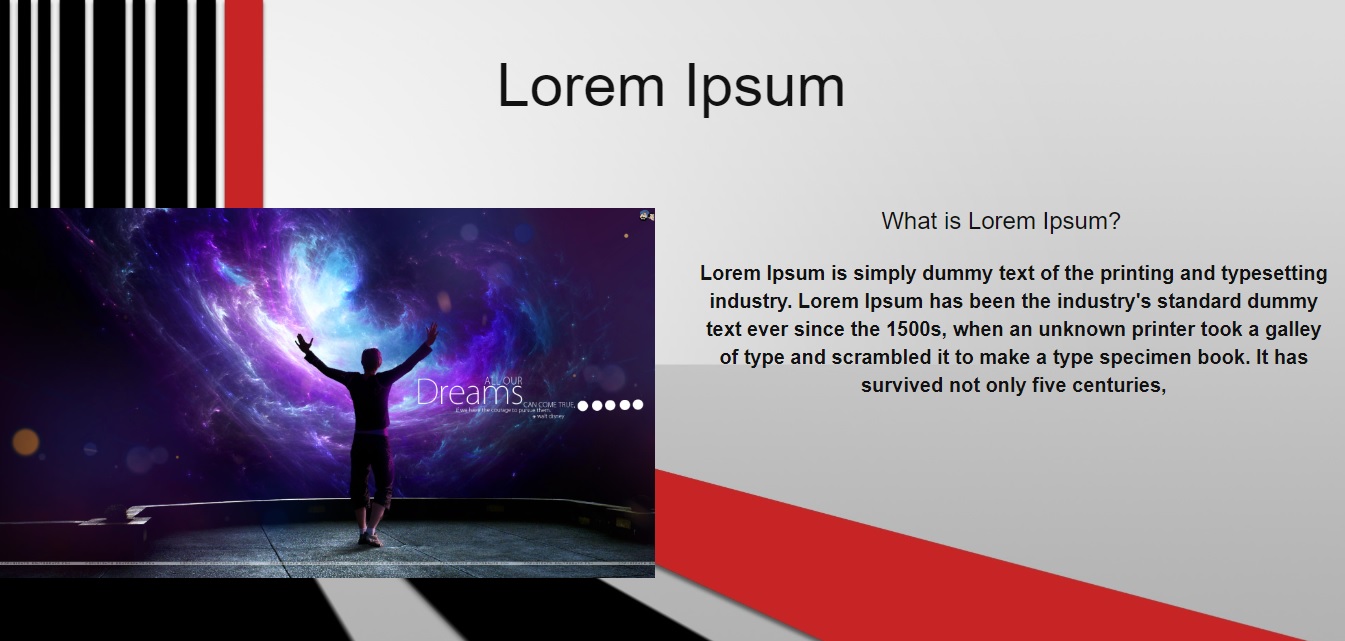 Lorem Ipsum
What is Lorem Ipsum?
Lorem Ipsum is simply dummy text of the printing and typesetting
industry. Lorem Ipsum has been the industry's standard dummy
text ever since the 1500s, when an unknown printer took a galley
of type and scrambled it to make a type specimen book. It has
survived not only five centuries,
ALL OUR
Dreams
CAN COME TRUE,
if we have the courage to pursue them.
walt disney